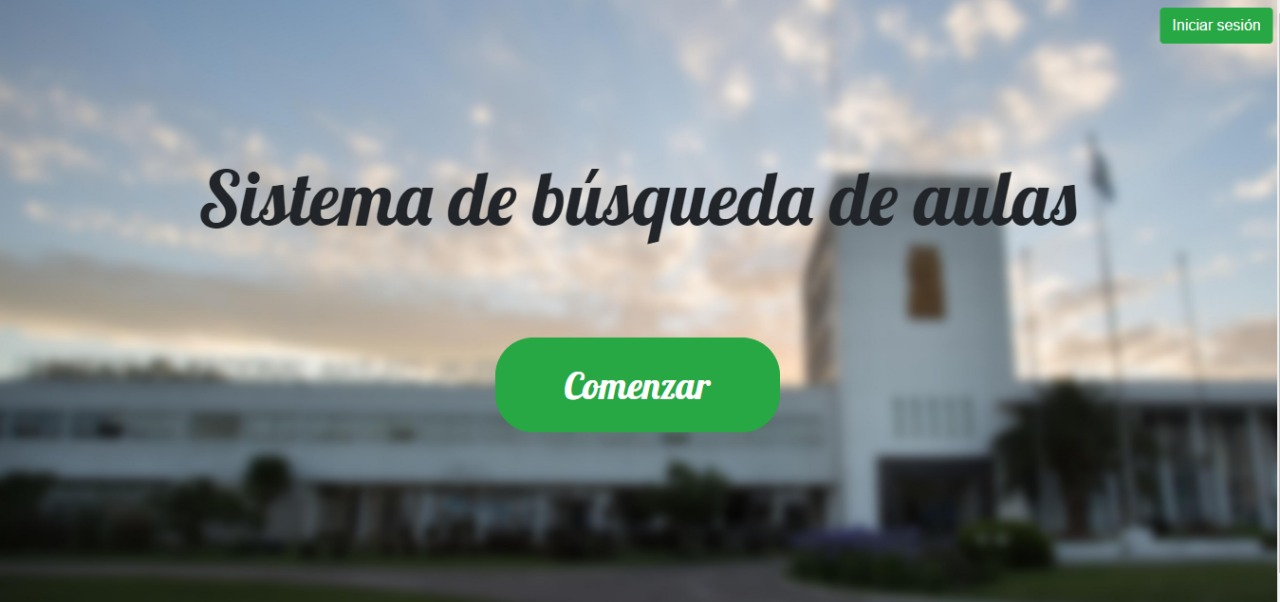 Iniciar sesión
Sistema de búsqueda de aulas
Comenzar